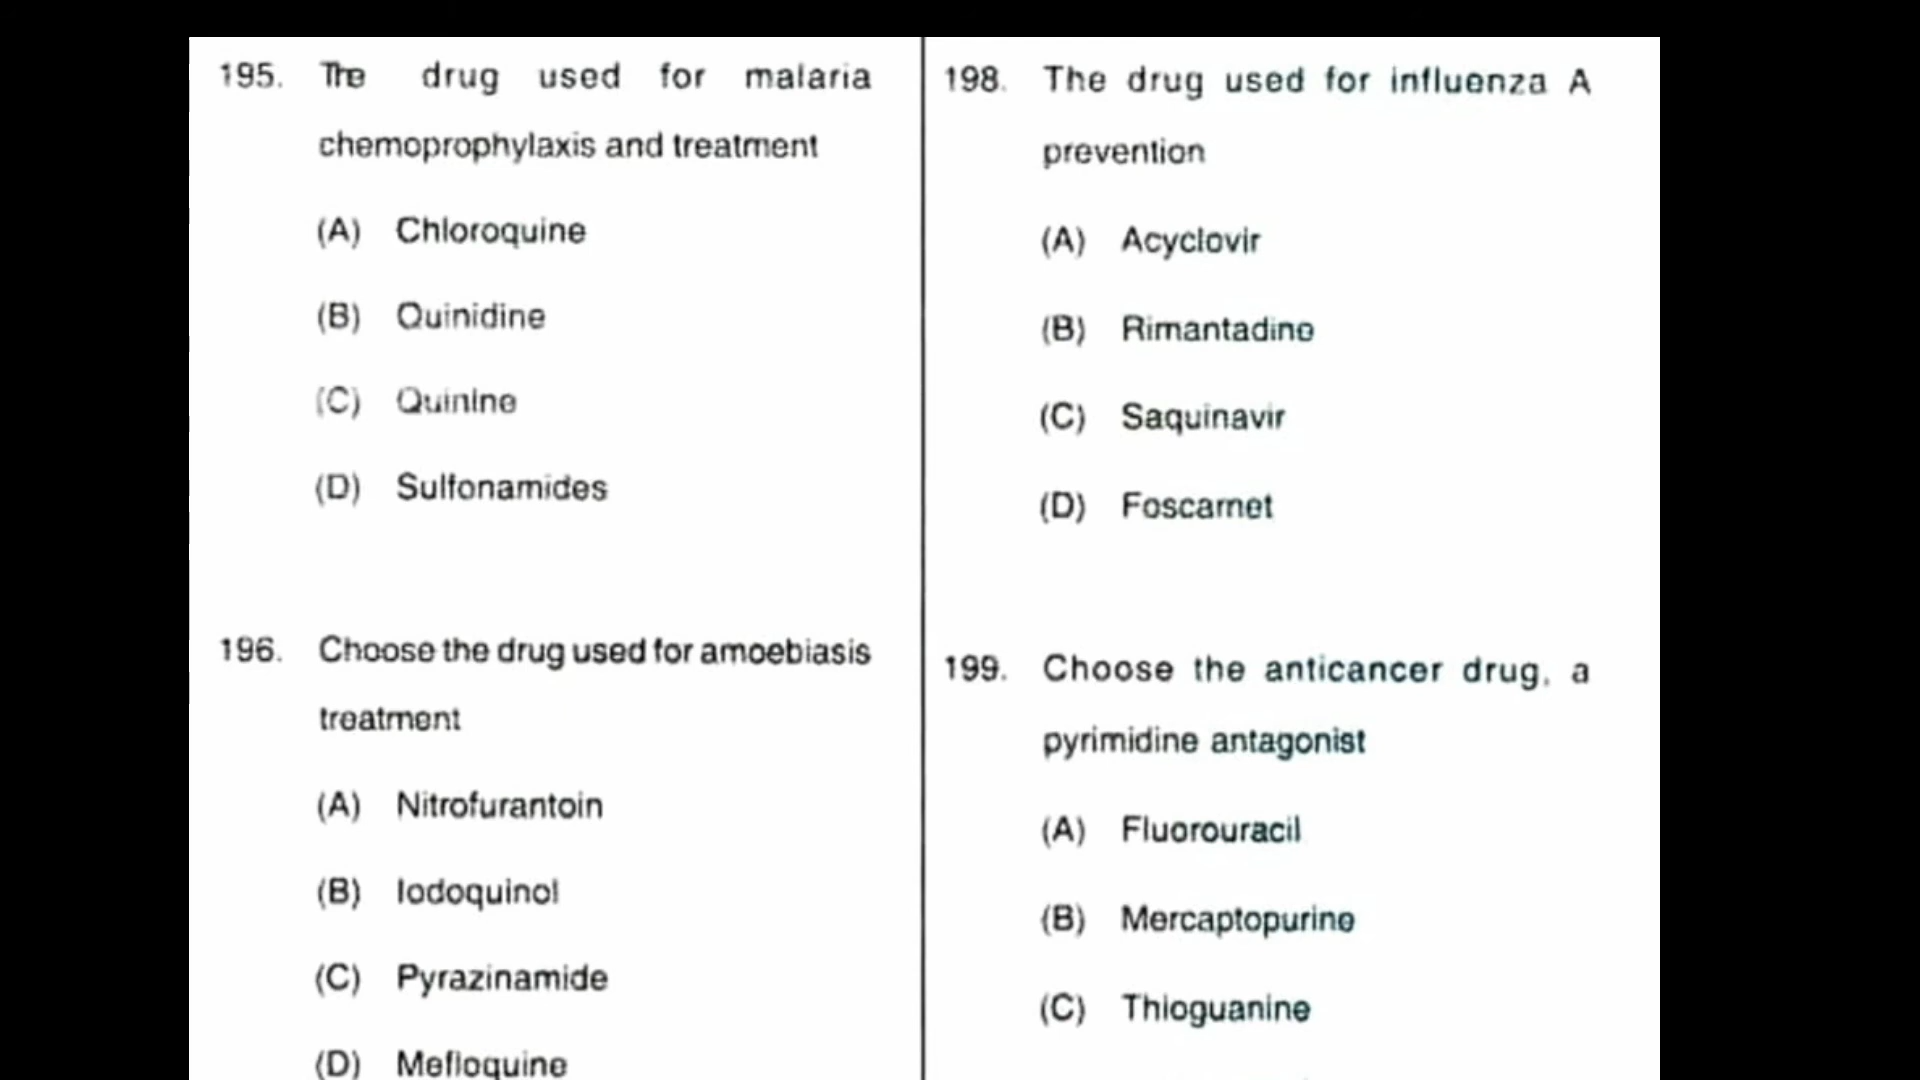 195. The drug used for malaria
chemoprophylaxis and treatment
(A) Chloroquine
(B) Quinidine
(C) Quinine
(D) Sulfonamides
196. Choose the drug used for amoebiasis
treatment
(A) Nitrofurantoin
(B) Iodoquinol
(C) Pyrazinamide
(D) Mefloquine
198. The drug used for influenza A
prevention
(A) Acyclovir
(B) Rimantadine
(C) Saquinavir
(D) Foscarnet
199. Choose the anticancer drug, a
pyrimidine antagonist
(A) Fluorouracil
(B) Mercaptopurine
(C) Thioguanine